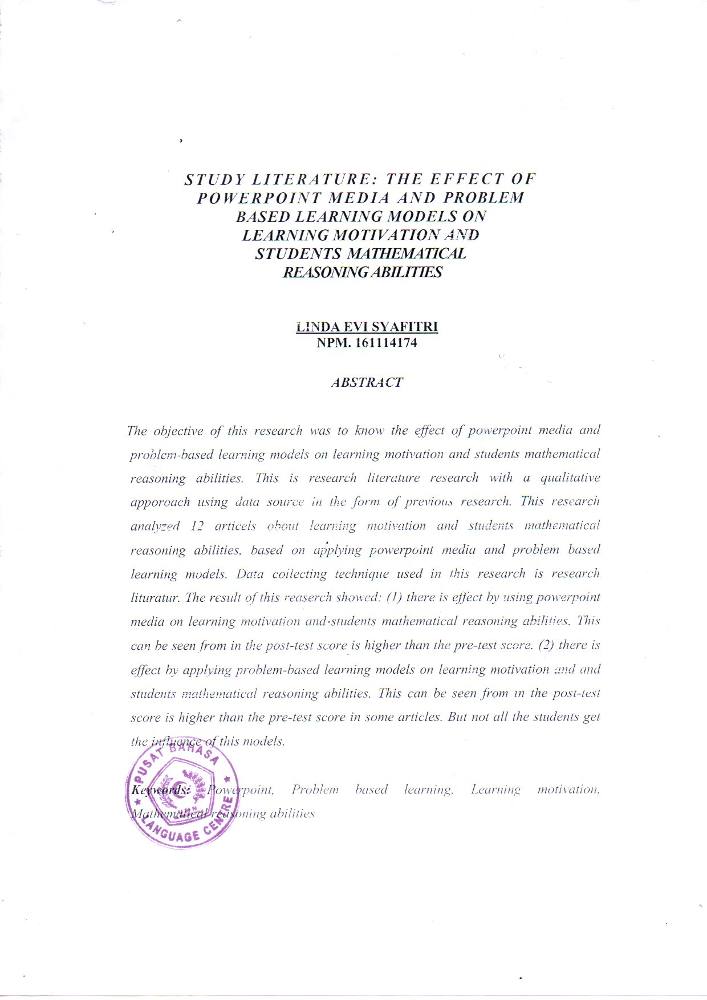 STUDY LITERATURE: THE EFFECT OF
POWERPOINT MEDIA AND PROBLEM
BASED LEARNING MODELS ON
LEARNING MOTIVATION AND
STUDENTS MATHEMATICAL
REASONING ABILITIES
LINDA EVI SYAFITRI
NPM. 161114174
ABSTRACT
The objective of this research was to know the effect of powerpoint media and
problem-based learning models on learning motivation and students mathematical
reasoning abilities. This is research literature research with a qualitative
apporoach using data source in the form of previous research. This research
analyzed 12 articels obout learning motivation and students mathematical
reasoning abilities, based on applying powerpoint media and problem based
learning models. Data collecting technique used in this research is research
lituratur. The result of this reaserch showed: (1) there is effect by using powerpoint
media on learning motivation and students mathematical reasoning abilities. This
can be seen from in the post-test score is higher than the pre-test score. (2) there is
effect by applying problem-based learning models on learning motivation and and
students mathematical reasoning abilities. This can be seen from in the post-test
score is higher than the pre-test score in some articles. But not all the students get
the influence of this models.
Keywords: Powerpoint, Problem based learning, Learning motivation,
Mathematical reasoning abilities
PUSAT BAHASA
UMN
LANGUAGE CENTRE